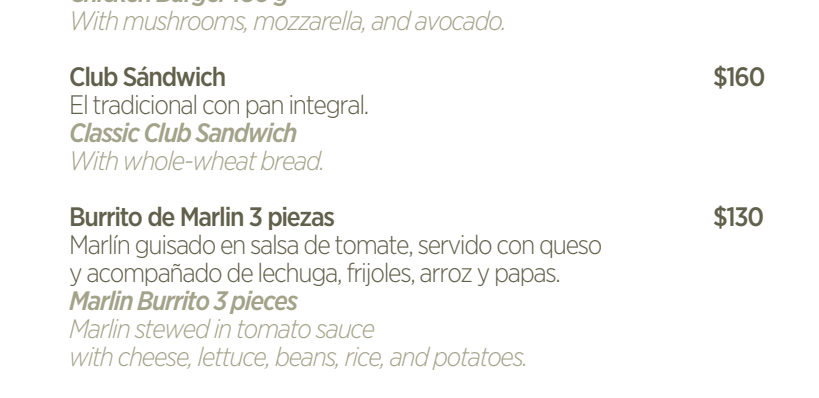 Chicken Burger 180 g
With mushrooms, mozzarella, and avocado.
Club Sándwich $160
El tradicional con pan integral.
Classic Club Sandwich
With whole-wheat bread.
Burrito de Marlin 3 piezas $130
Marlín guisado en salsa de tomate, servido con queso
y acompañado de lechuga, frijoles, arroz y papas.
Marlin Burrito 3 pieces
Marlin stewed in tomato sauce
with cheese, lettuce, beans, rice, and potatoes.